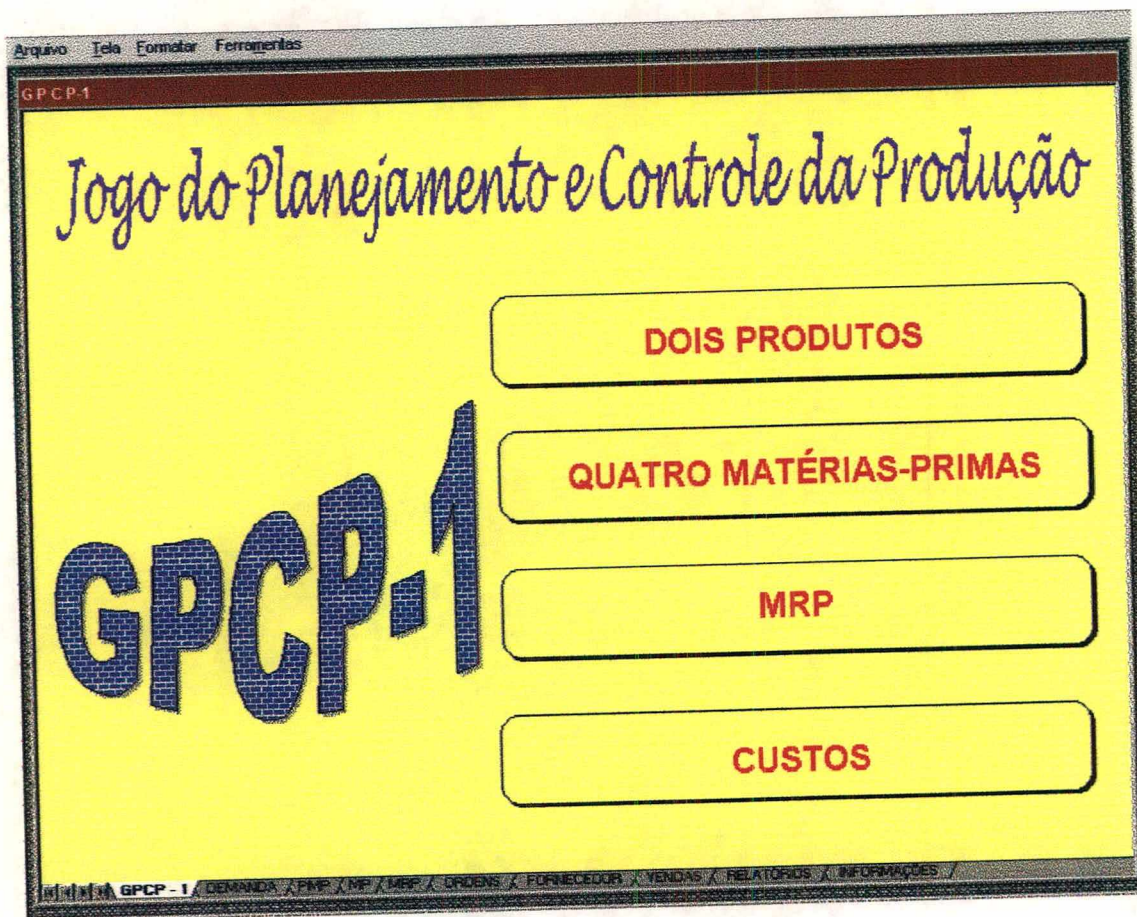 Arquivo Tela Formatar Ferramentas
GPCP-1
Jogo do Planejamento e Controle da Produção
DOIS PRODUTOS
QUATRO MATÉRIAS-PRIMAS
GPCP-1
MRP
CUSTOS
GPCP - 1 / DEMANDA / PMP / MP / MRP / ORDENS / FORNECEDOR / VENDAS / RELATÓRIOS / INFORMAÇÕES /